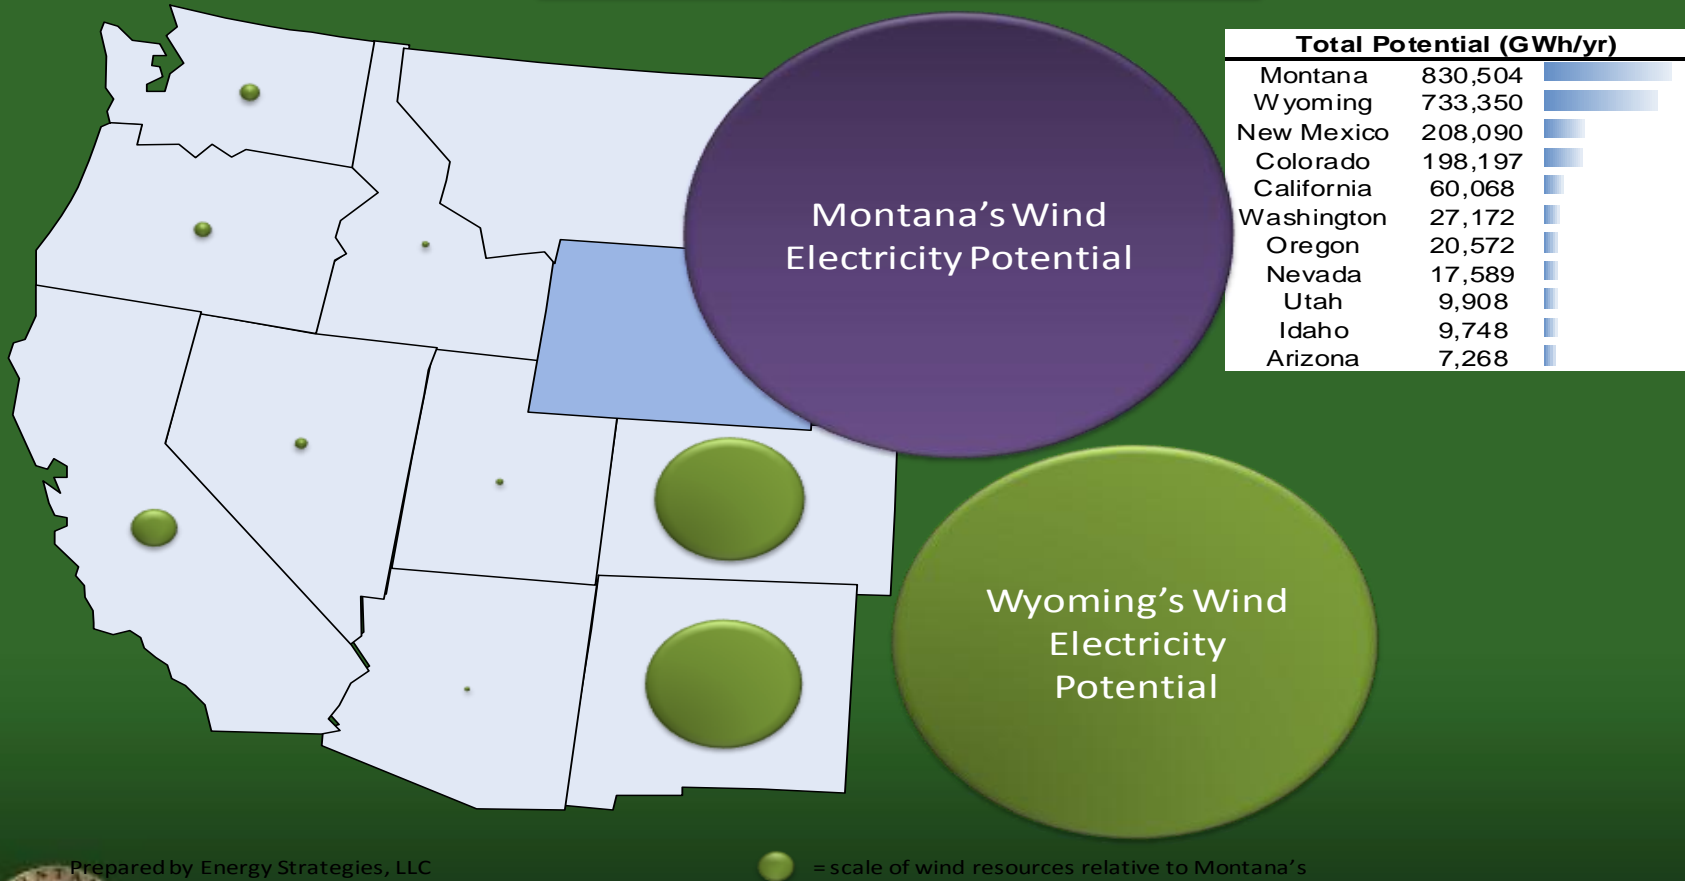 Total Potential (GWh/yr)
Montana 830,504
Wyoming 733,350
New Mexico 208,090
Colorado 198,197
California 60,068
Washington 27,172
Oregon 20,572
Nevada 17,589
Utah 9,908
Idaho 9,748
Arizona 7,268
Montana's Wind
Electricity Potential
Wyoming's Wind
Electricity
Potential
Prepared by Energy Strategies, LLC
= scale of wind resources relative to Montana's